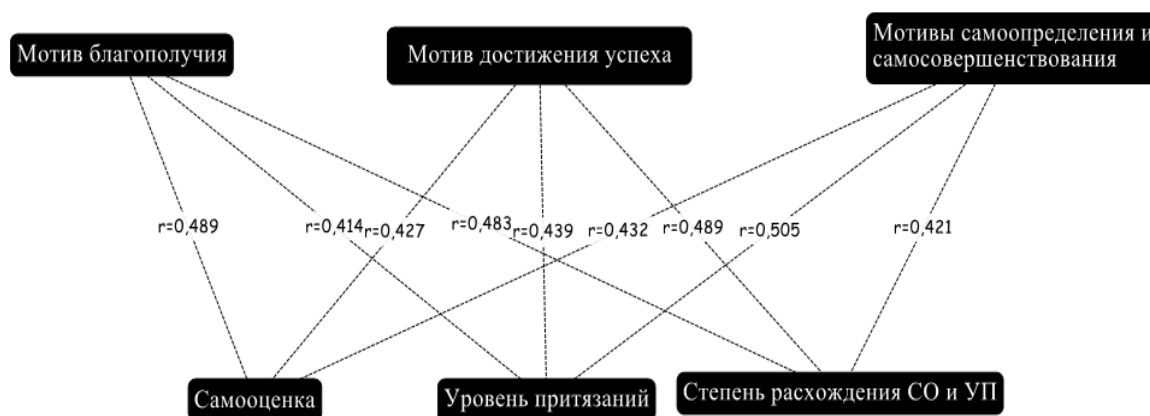 Мотив благополучия
Мотив достижения успеха
Мотивы самоопределения и
самосовершенствования
r=0,489
r=0,414
r=0,427
r=0,483
r=0,439
r=0,432
r=0,489
r=0,505
r=0,421
Самооценка
Уровень притязаний
Степень расхождения СО и УП